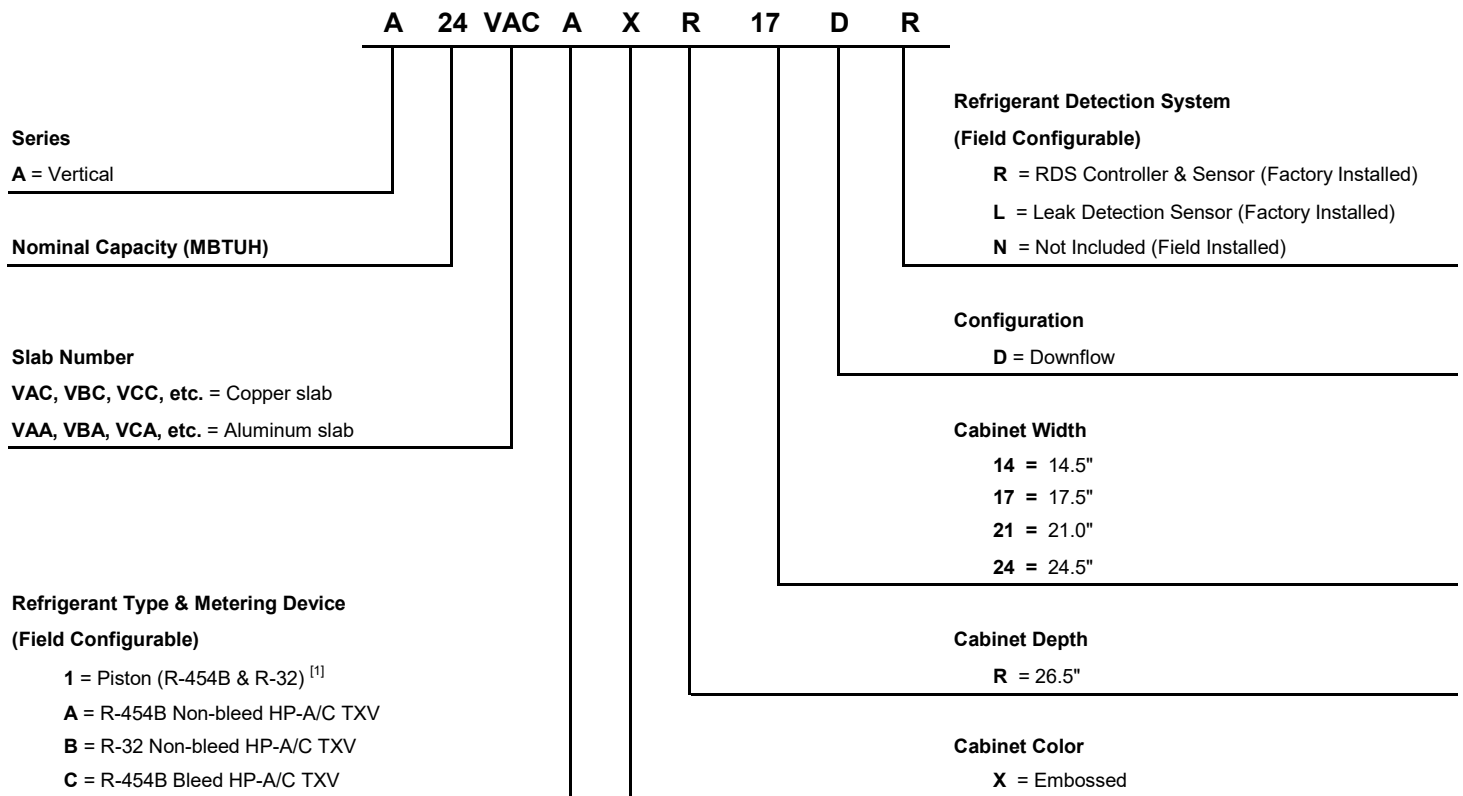 A 24 VAC A X R 17 D R
Series
A = Vertical
Nominal Capacity (MBTUH)
Slab Number
VAC, VBC, VCC, etc. = Copper slab
VAA, VBA, VCA, etc. = Aluminum slab
Refrigerant Type & Metering Device
(Field Configurable)
1 = Piston (R-454B & R-32) [1]
A = R-454B Non-bleed HP-A/C TXV
B = R-32 Non-bleed HP-A/C TXV
C = R-454B Bleed HP-A/C TXV
Refrigerant Detection System
(Field Configurable)
R = RDS Controller & Sensor (Factory Installed)
L = Leak Detection Sensor (Factory Installed)
N = Not Included (Field Installed)
Configuration
D = Downflow
Cabinet Width
14 = 14.5"
17 = 17.5"
21 = 21.0"
24 = 24.5"
Cabinet Depth
R = 26.5"
Cabinet Color
X = Embossed